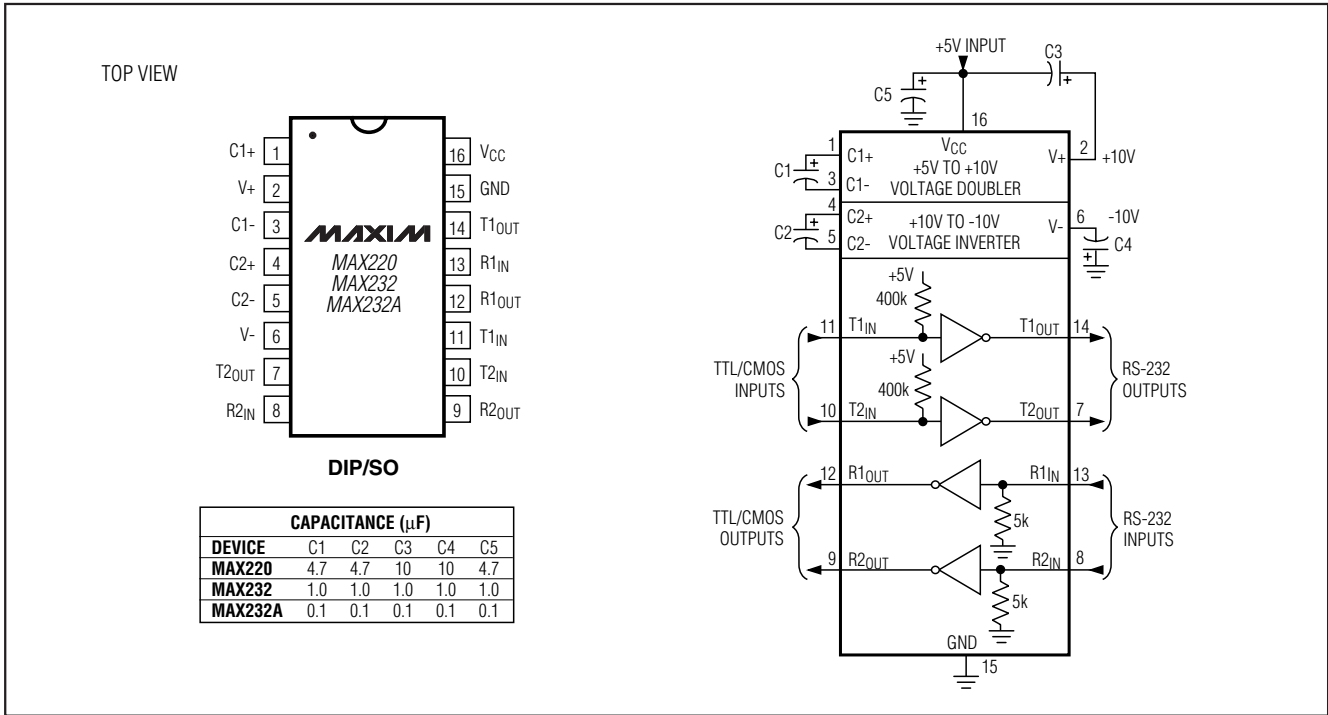 TOP VIEW
C1+ 1
V+ 2
C1- 3
C2+ 4
C2- 5
V- 6
T2OUT 7
R2IN 8
16 VCC
15 GND
14 T1OUT
13 R1IN
12 R1OUT
11 T1IN
10 T2IN
9 R2OUT
MAXIM
MAX220
MAX232
MAX232A
DIP/SO
CAPACITANCE (µF)
DEVICE C1 C2 C3 C4 C5
MAX220 4.7 4.7 10 10 4.7
MAX232 1.0 1.0 1.0 1.0 1.0
MAX232A 0.1 0.1 0.1 0.1 0.1
+5V INPUT
C3
+
C5
+
16
VCC
1
C1+
C1
+
3
C1-
+5V TO +10V
VOLTAGE DOUBLER
V+
2
+10V
4
C2+
C2
+
5
C2-
+10V TO -10V
VOLTAGE INVERTER
V-
6
-10V
C4
+
+5V
400k
11 T1IN
T1OUT 14
+5V
400k
10 T2IN
T2OUT 7
TTL/CMOS
INPUTS
RS-232
OUTPUTS
12 R1OUT
R1IN 13
5k
9 R2OUT
R2IN 8
5k
TTL/CMOS
OUTPUTS
RS-232
INPUTS
GND
15